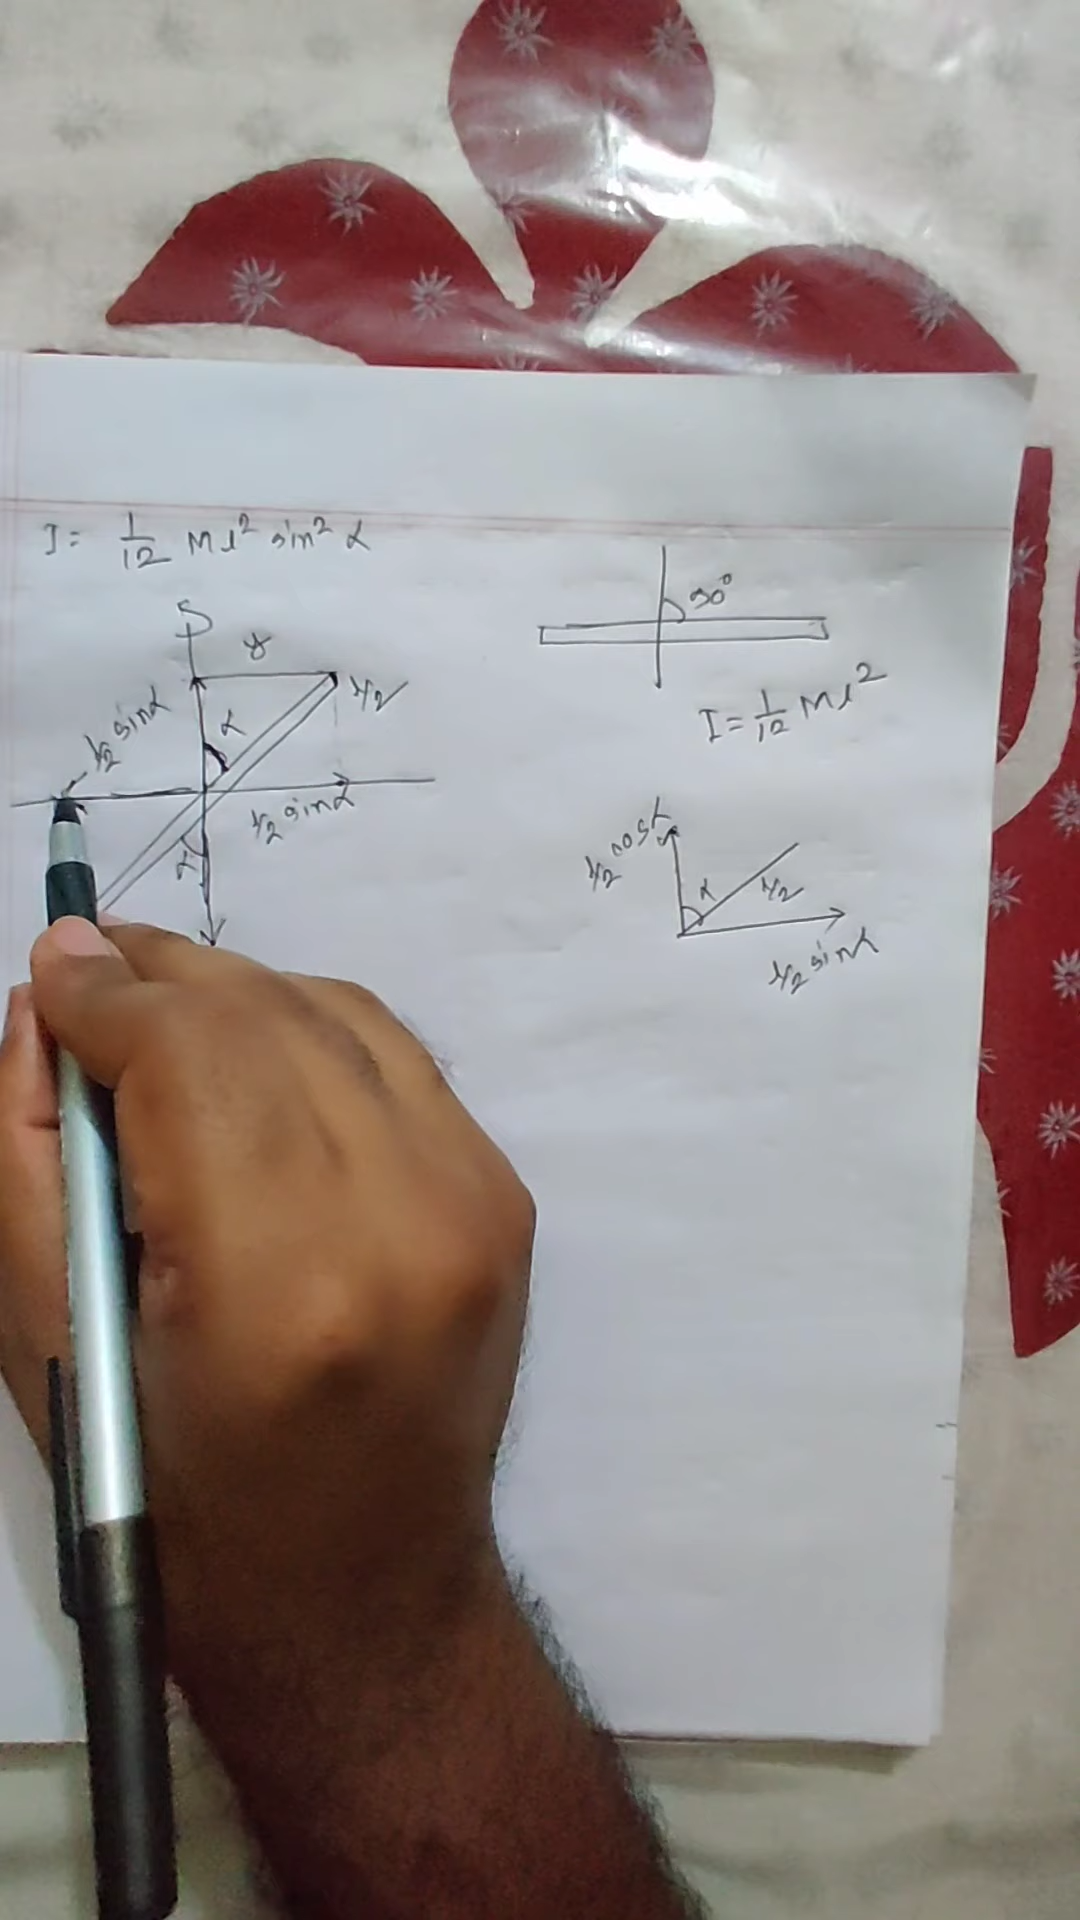 I = 1/12 Ml² sin² α
90°
r
l/2
l/2 sinα
α
I = 1/12 Ml²
l/2 sinα
α
l/2 cosα
α
l/2
l/2 sinα